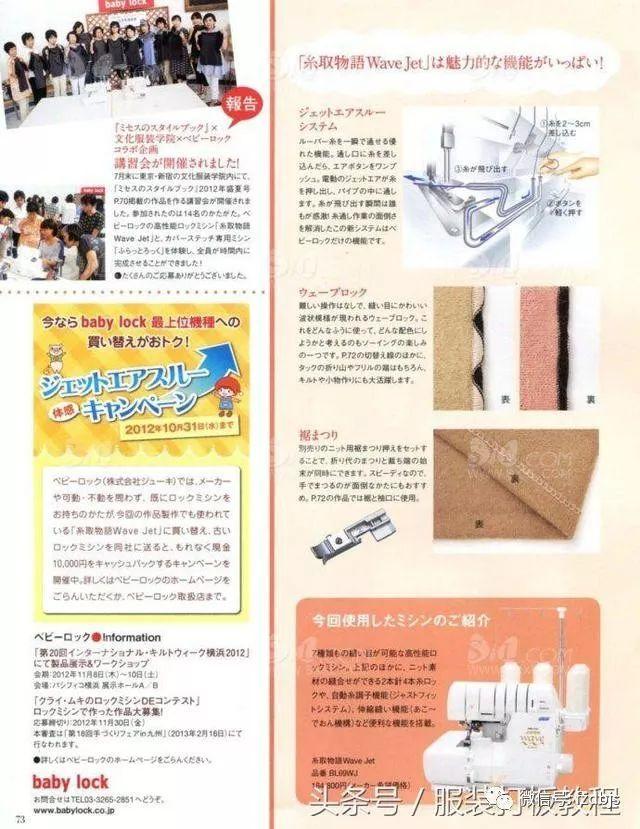 baby lock
報告
『ミセスのスタイルブック』×
文化服装学院×ベビーロック
コラボ企画
講習会が開催されました!
7月末に東京・新宿の文化服装学院内にて、
『ミセスのスタイルブック』2012年盛夏号
P.70掲載の作品を作る講習会が開催されま
した。参加されたのは14名のかたがた。ベ
ビーロックの高性能ロックミシン「糸取物語
Wave Jet」と、カバーステッチ専用ミシン
「ふらっとろっく」を体験し、全員が時間内に
完成させることができました!
●たくさんのご応募ありがとうございました。
今なら baby lock 最上位機種への
買い替えがおトク!
ジェットエアスルー
体感
キャンペーン
2012年10月31日(水)まで
ベビーロック(株式会社ジューキ)では、メーカー
や可動・不動を問わず、既にロックミシンを
お持ちのかたが、今回の作品製作でも使われて
いる「糸取物語Wave Jet」に買い替え、古い
ロックミシンを同社に送ると、もれなく現金
10,000円をキャッシュバックするキャンペーン
を開催中。詳しくはベビーロックのホームページを
ごらんいただくか、ベビーロック取扱店まで。
ベビーロック Information
「第20回インターナショナル・キルトウィーク横浜2012」
にて製品展示&ワークショップ
会期:2012年11月8日(木)〜10日(土)
会場:パシフィコ横浜 展示ホールA/B
「クライ・ムキのロックミシンDEコンテスト」
ロックミシンで作った作品大募集!
応募締切り:2012年11月30日(金)
本審査は「第18回手づくりフェアin九州」(2013年2月16日)にて
行なわれます。
●詳しくはベビーロックのホームページをごらんください。
baby lock
お問合せはTEL03-3265-2851へどうぞ。
www.babylock.co.jp
73
「糸取物語Wave Jet」は魅力的な機能がいっぱい!
ジェットエアスルー
システム
ルーパー糸を一瞬で通せる優
れた機能。通し口に糸を差し
込んだら、エアボタンをワンプ
ッシュ。電動のジェットエアが糸
を押し出し、パイプの中に通し
ます。糸が飛び出す瞬間は誰
もが感激! 糸通し作業の面倒さ
を解消したこの新システムはベ
ビーロックだけの機能です。
①糸を2〜3cm
差し込む
③糸が飛び出す
②ボタンを
軽く押す
ウェーブロック
難しい操作はなしで、縫い目にかわいい
波状模様が現われるウェーブロック。こ
れをどんなふうに使って、どんな配色にし
ようかと考えるのもソーイングの楽しみ
の一つです。P.72の切替え線のほかに、
タックの折り山やフリルの端はもちろん、
キルトや小物作りにも大活躍します。
表
裏
裾まつり
別売りのニット用裾まつり押えをセットす
ることで、折り代のまつりと裁ち端の始
末が同時にできます。スピーディなので、
手でまつるのが面倒なかたにもおすす
め。P.72の作品では裾と袖口に使用。
裏
表
今回使用したミシンのご紹介
7種類もの縫い目が可能な高性能ロ
ックミシン。上記のほかに、ニット素
材の縫合せができる2本針4本糸ロッ
クや、自動糸調子機能(ジャストフィッ
トシステム)、伸縮縫い機能(あこ〜
でおん機構)など便利な機能を搭載。
糸取物語Wave Jet
品番 BL69WJ
wave
头条号/服装打板教程